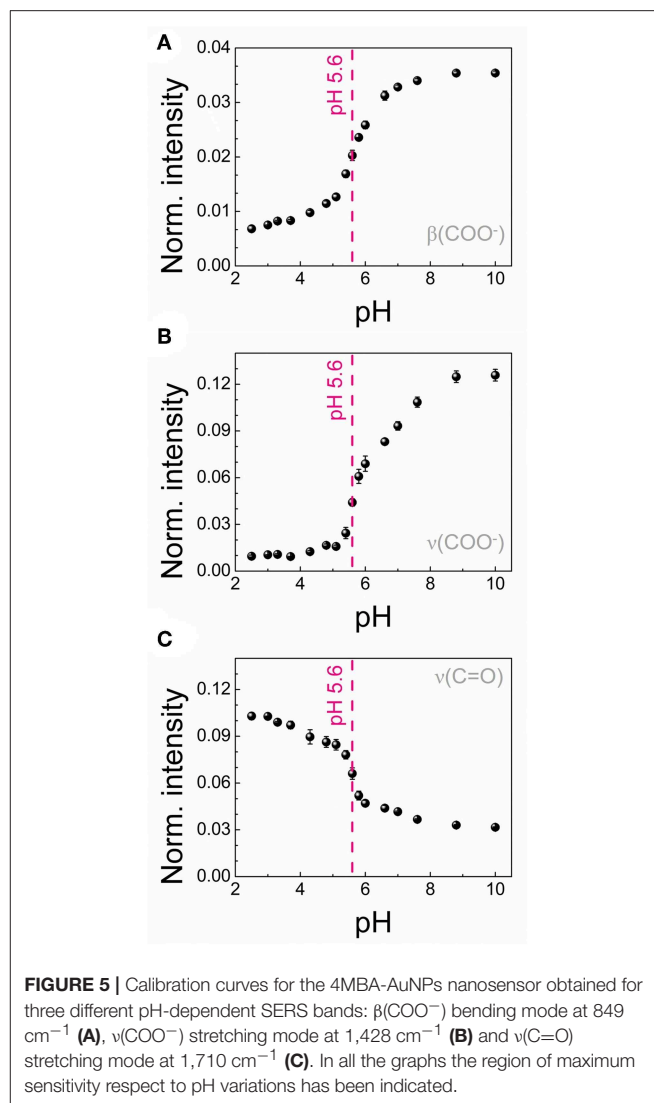 A
0.04
0.03
0.02
0.01
0.00
Norm. intensity
pH 5.6
β(COO⁻)
2 4 6 8 10
pH
B
0.12
0.09
0.06
0.03
0.00
Norm. intensity
pH 5.6
ν(COO⁻)
2 4 6 8 10
pH
C
0.12
0.09
0.06
0.03
0.00
Norm. intensity
pH 5.6
ν(C=O)
2 4 6 8 10
pH
FIGURE 5 | Calibration curves for the 4MBA-AuNPs nanosensor obtained for
three different pH-dependent SERS bands: β(COO⁻) bending mode at 849
cm⁻¹ (A), ν(COO⁻) stretching mode at 1,428 cm⁻¹ (B) and ν(C=O)
stretching mode at 1,710 cm⁻¹ (C). In all the graphs the region of maximum
sensitivity respect to pH variations has been indicated.